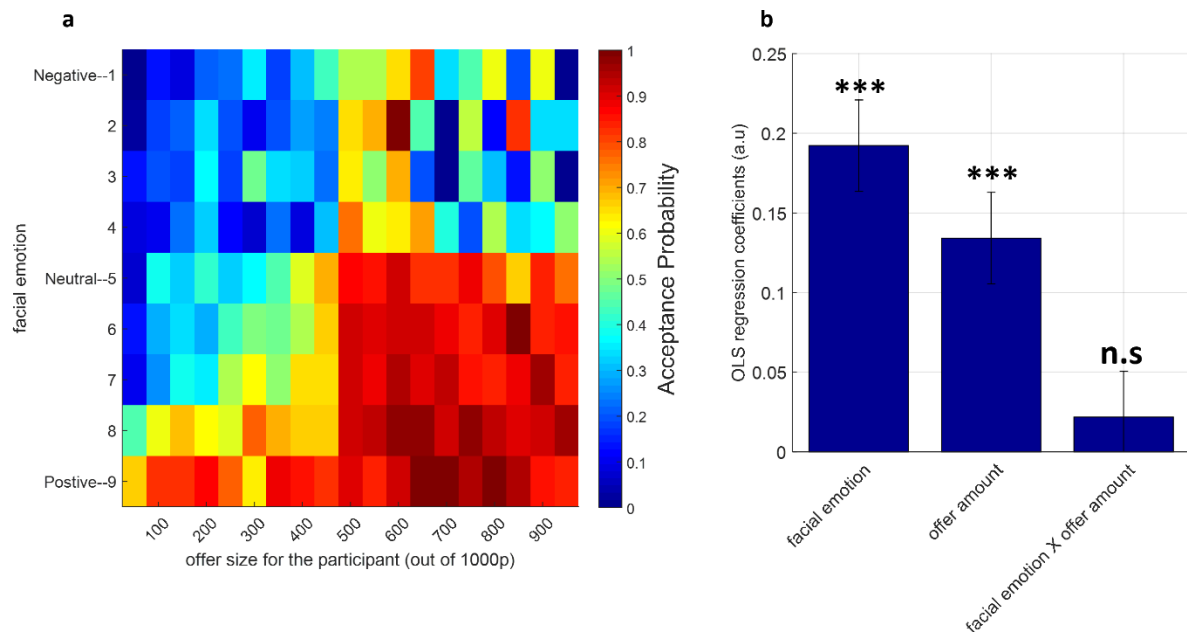 a
Negative--1
2
3
4
Neutral--5
6
7
8
Postive--9
facial emotion
100
200
300
400
500
600
700
800
900
offer size for the participant (out of 1000p)
1
0.9
0.8
0.7
0.6
0.5
0.4
0.3
0.2
0.1
0
Acceptance Probability
b
0.25
0.2
0.15
0.1
0.05
0
OLS regression coefficients (a.u)
***
***
n.s
facial emotion
offer amount
facial emotion X offer amount